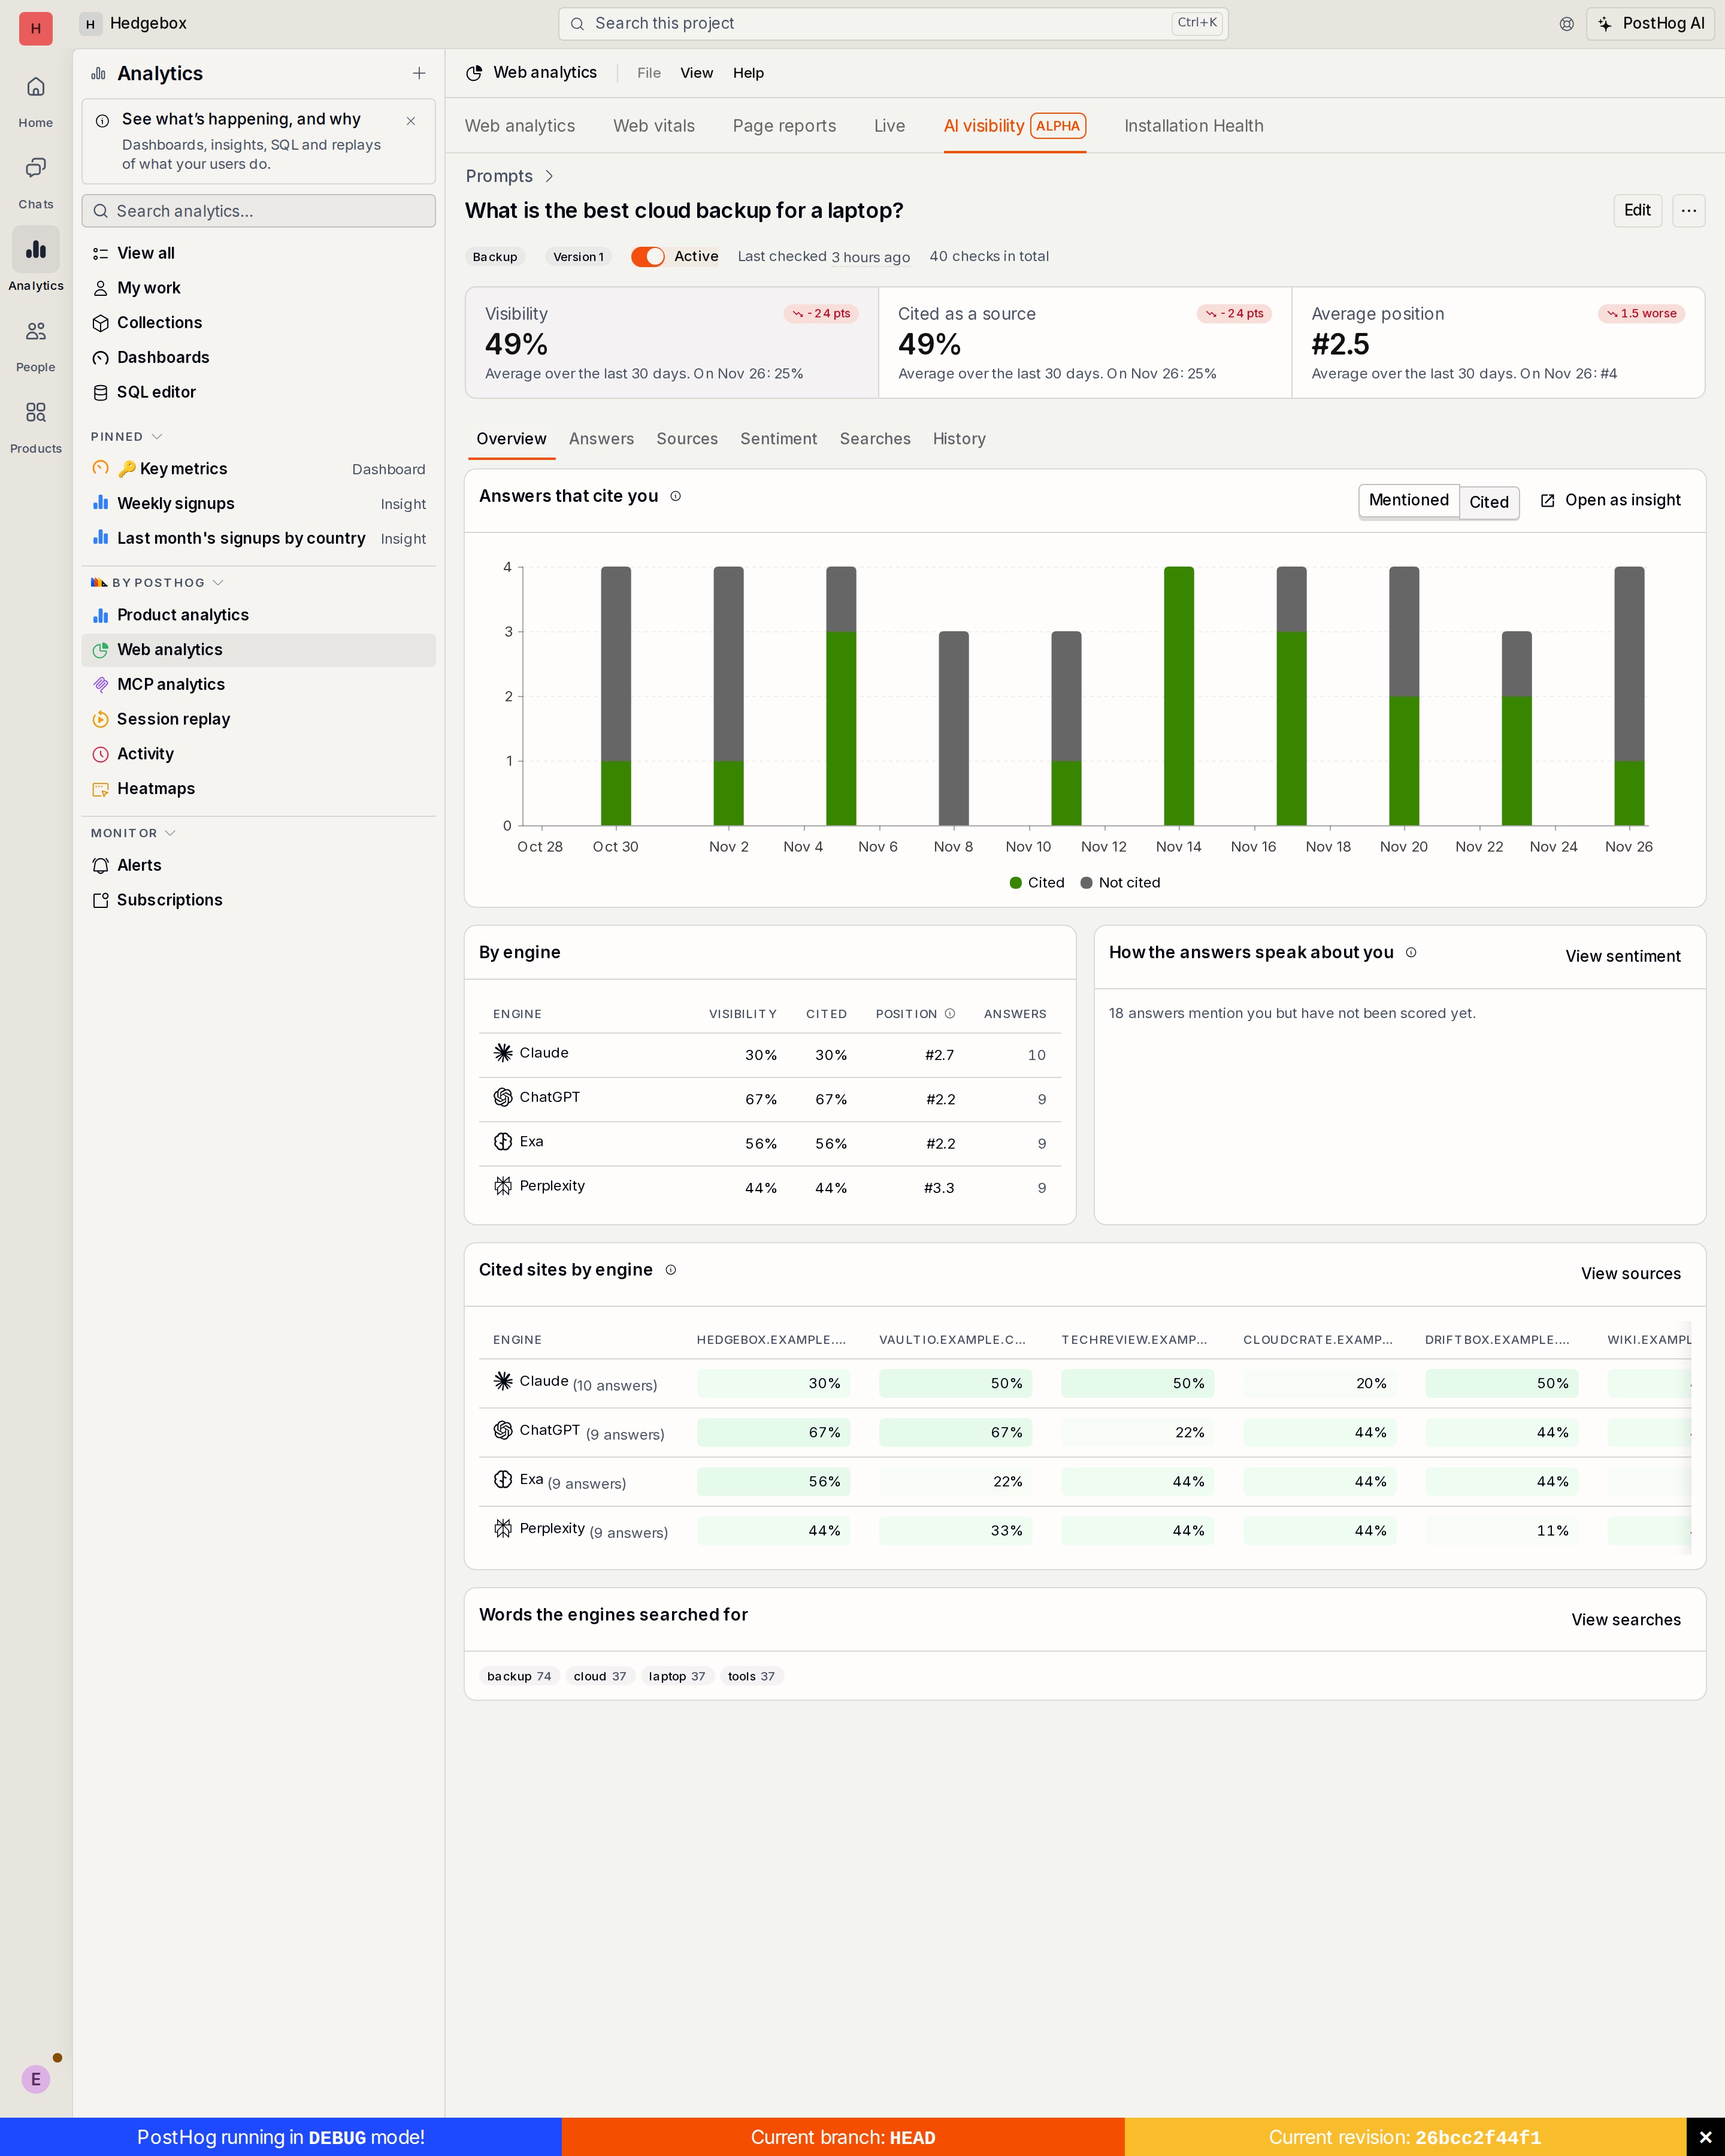 H
H Hedgebox
Search this project
Ctrl+K
PostHog AI
Home
Chats
Analytics
People
Products
E
Analytics
See what's happening, and why
Dashboards, insights, SQL and replays
of what your users do.
Search analytics...
View all
My work
Collections
Dashboards
SQL editor
PINNED
🔑 Key metrics Dashboard
Weekly signups Insight
Last month's signups by country Insight
BY POSTHOG
Product analytics
Web analytics
MCP analytics
Session replay
Activity
Heatmaps
MONITOR
Alerts
Subscriptions
Web analytics File View Help
Web analytics Web vitals Page reports Live AI visibility ALPHA Installation Health
Prompts
What is the best cloud backup for a laptop?
Edit
Backup Version 1 Active Last checked 3 hours ago 40 checks in total
Visibility -24 pts
49%
Average over the last 30 days. On Nov 26: 25%
Cited as a source -24 pts
49%
Average over the last 30 days. On Nov 26: 25%
Average position 1.5 worse
#2.5
Average over the last 30 days. On Nov 26: #4
Overview Answers Sources Sentiment Searches History
Answers that cite you
Mentioned Cited Open as insight
4
3
2
1
0
Oct 28 Oct 30 Nov 2 Nov 4 Nov 6 Nov 8 Nov 10 Nov 12 Nov 14 Nov 16 Nov 18 Nov 20 Nov 22 Nov 24 Nov 26
Cited Not cited
By engine
ENGINE VISIBILITY CITED POSITION ANSWERS
Claude 30% 30% #2.7 10
ChatGPT 67% 67% #2.2 9
Exa 56% 56% #2.2 9
Perplexity 44% 44% #3.3 9
How the answers speak about you View sentiment
18 answers mention you but have not been scored yet.
Cited sites by engine View sources
ENGINE HEDGEBOX.EXAMPLE.... VAULTIO.EXAMPLE.C... TECHREVIEW.EXAMP... CLOUDCRATE.EXAMP... DRIFTBOX.EXAMPLE.... WIKI.EXAMPL
Claude (10 answers) 30% 50% 50% 20% 50%
ChatGPT (9 answers) 67% 67% 22% 44% 44%
Exa (9 answers) 56% 22% 44% 44% 44%
Perplexity (9 answers) 44% 33% 44% 44% 11%
Words the engines searched for View searches
backup 74 cloud 37 laptop 37 tools 37
PostHog running in DEBUG mode! Current branch: HEAD Current revision: 26bcc2f44f1